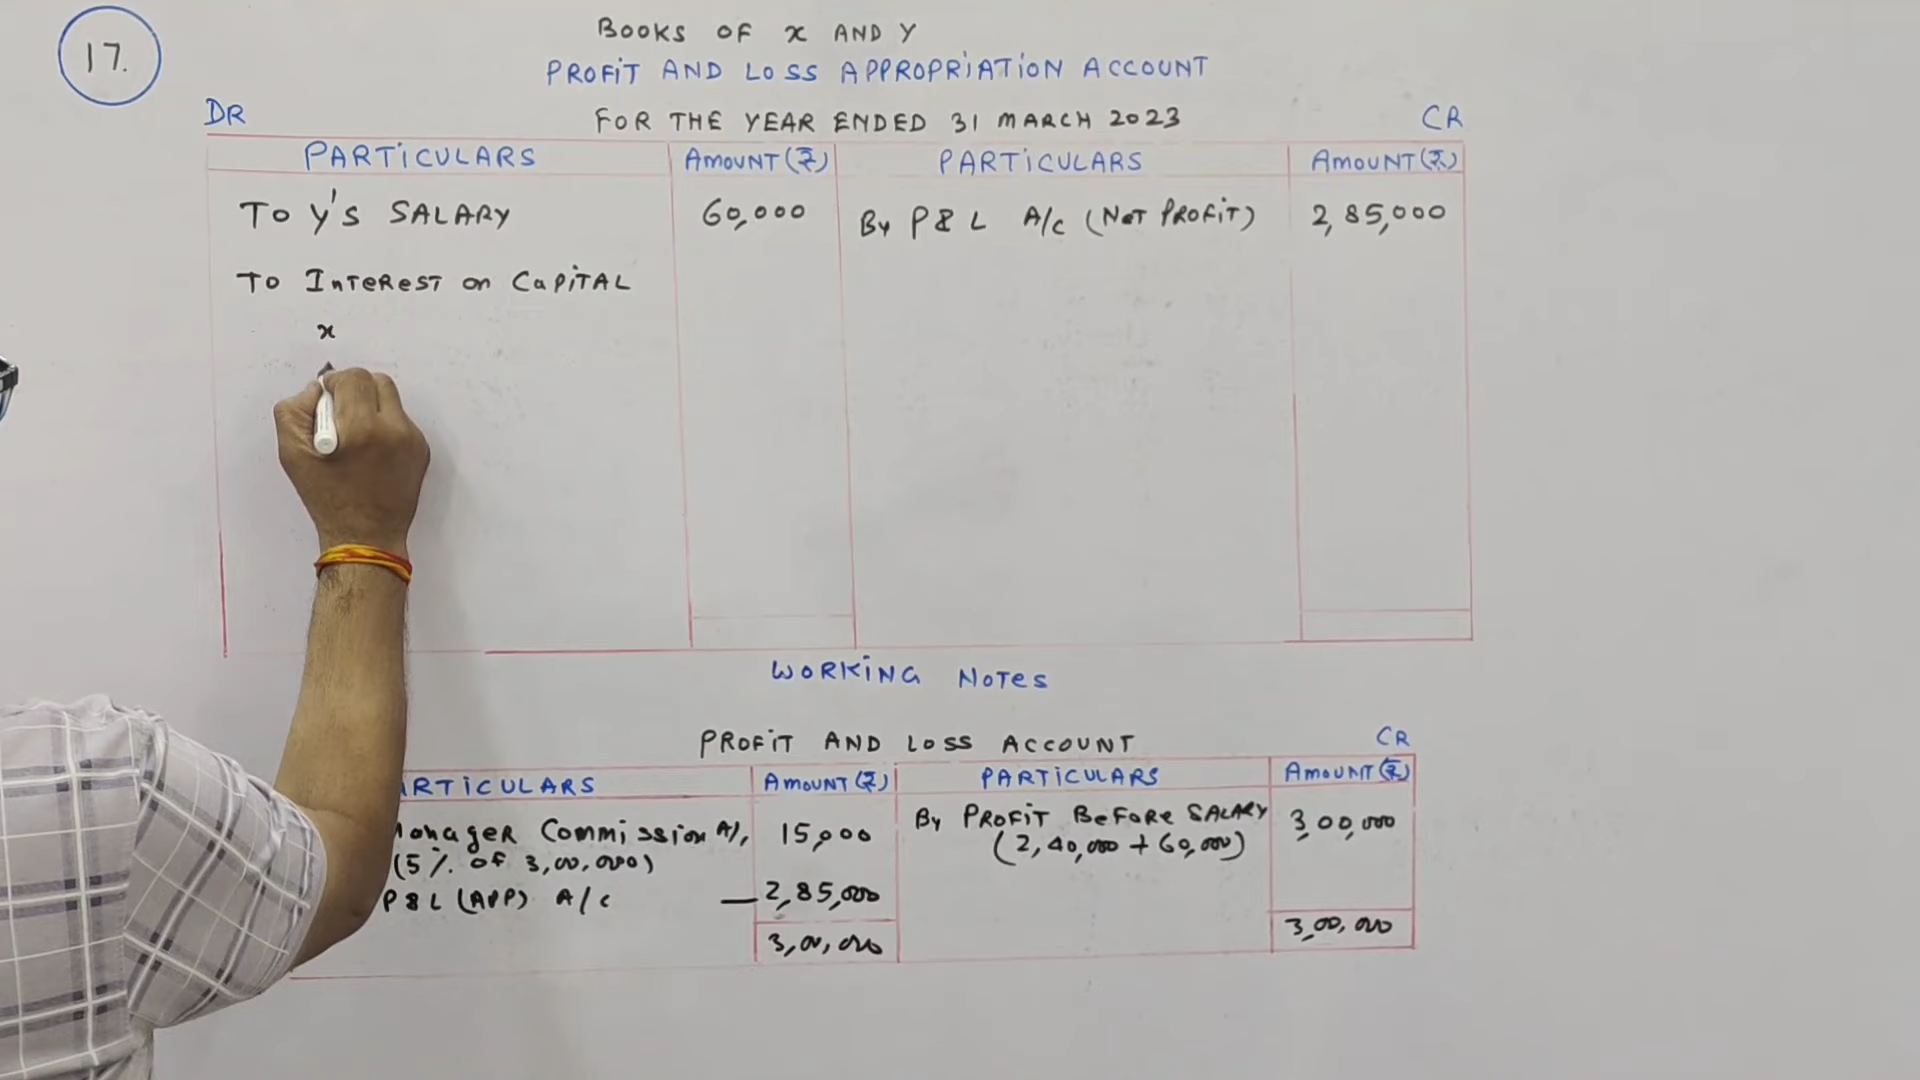 17.
BOOKS OF x AND Y
PROFIT AND LOSS APPROPRIATION ACCOUNT
FOR THE YEAR ENDED 31 MARCH 2023
DR CR
PARTICULARS AMOUNT (₹) PARTICULARS AMOUNT (₹)
To Y's SALARY 60,000 By P & L A/c (NET PROFIT) 2,85,000
To INTEREST on CAPITAL
x
WORKING NOTES
PROFIT AND LOSS ACCOUNT CR
ARTICULARS AMOUNT (₹) PARTICULARS AMOUNT (₹)
Manager Commission A/c 15,000 By PROFIT BEFORE SALARY 3,00,000
(5% of 3,00,000) (2,40,000 + 60,000)
P & L (APP) A/c — 2,85,000
3,00,000 3,00,000